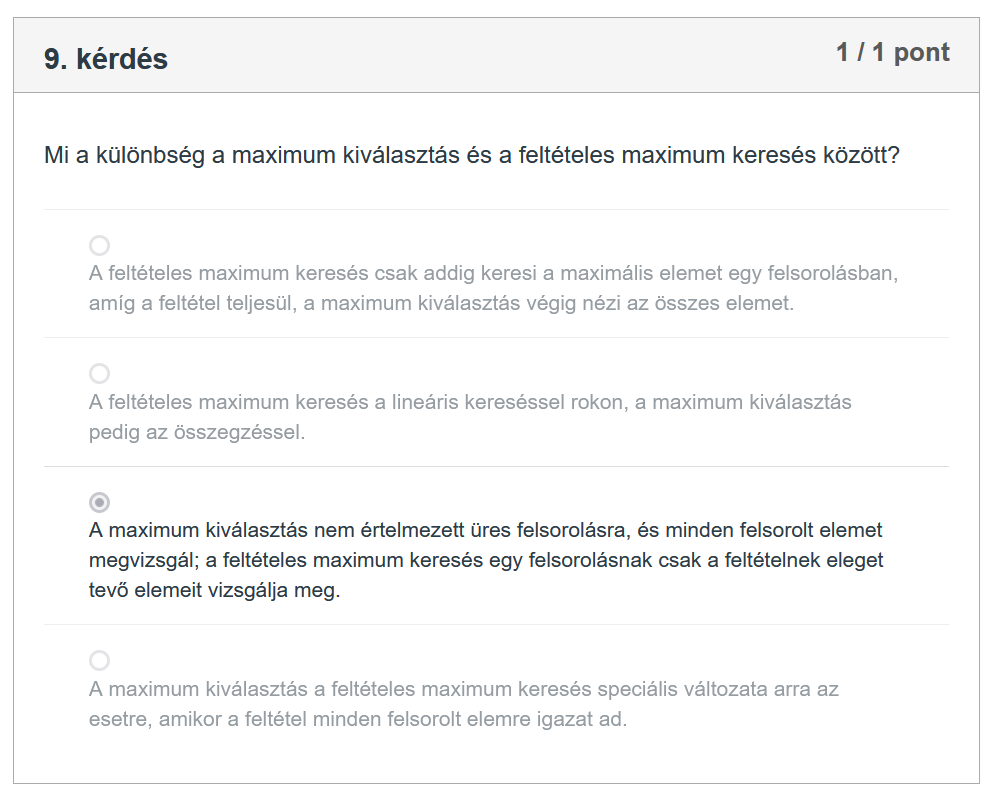 9. kérdés
1 / 1 pont
Mi a különbség a maximum kiválasztás és a feltételes maximum keresés között?
A feltételes maximum keresés csak addig keresi a maximális elemet egy felsorolásban,
amíg a feltétel teljesül, a maximum kiválasztás végig nézi az összes elemet.
A feltételes maximum keresés a lineáris kereséssel rokon, a maximum kiválasztás
pedig az összegzéssel.
A maximum kiválasztás nem értelmezett üres felsorolásra, és minden felsorolt elemet
megvizsgál; a feltételes maximum keresés egy felsorolásnak csak a feltételnek eleget
tevő elemeit vizsgálja meg.
A maximum kiválasztás a feltételes maximum keresés speciális változata arra az
esetre, amikor a feltétel minden felsorolt elemre igazat ad.